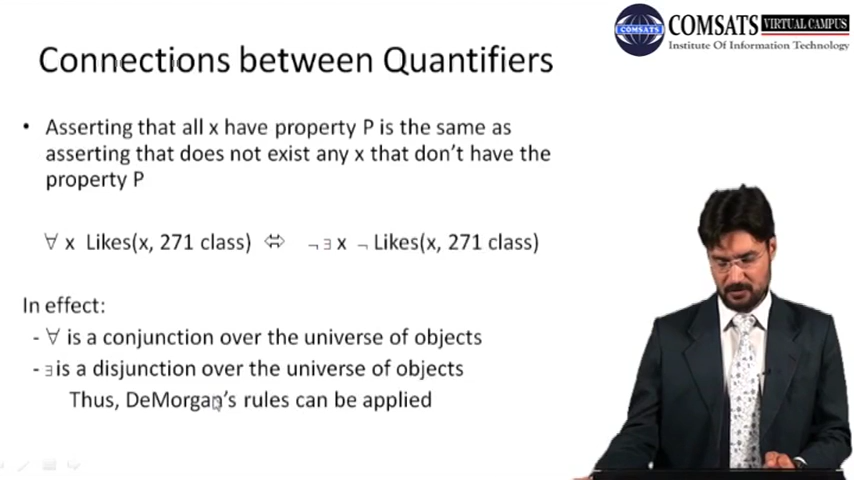 COMSATS VIRTUAL CAMPUS
COMSATS
Institute Of Information Technology
Connections between Quantifiers
• Asserting that all x have property P is the same as
asserting that does not exist any x that don't have the
property P
∀ x Likes(x, 271 class) ⇔ ¬∃ x ¬ Likes(x, 271 class)
In effect:
- ∀ is a conjunction over the universe of objects
- ∃ is a disjunction over the universe of objects
Thus, DeMorgan's rules can be applied